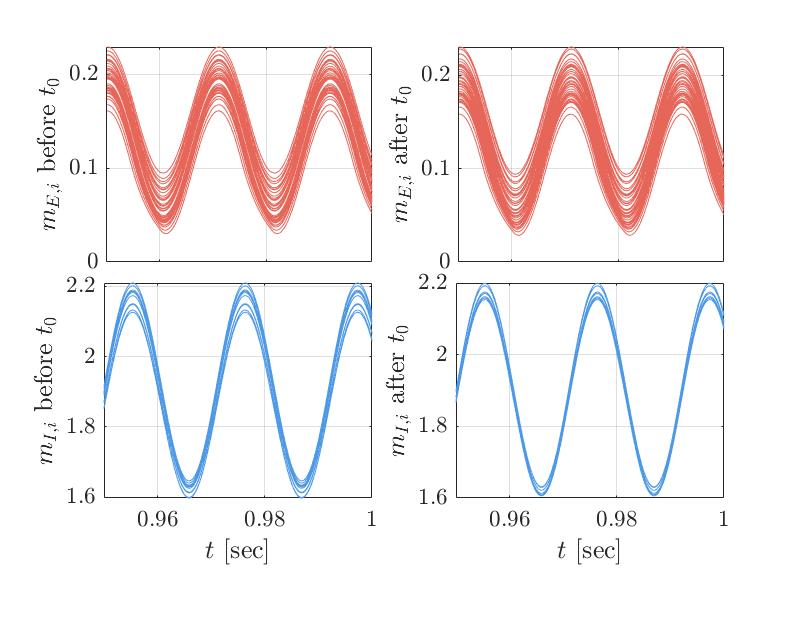 m_{E,i} before t_0
0.2
0.1
0
m_{E,i} after t_0
0.2
0.1
0
m_{I,i} before t_0
2.2
2
1.8
1.6
0.96 0.98 1
t [sec]
m_{I,i} after t_0
2.2
2
1.8
1.6
0.96 0.98 1
t [sec]